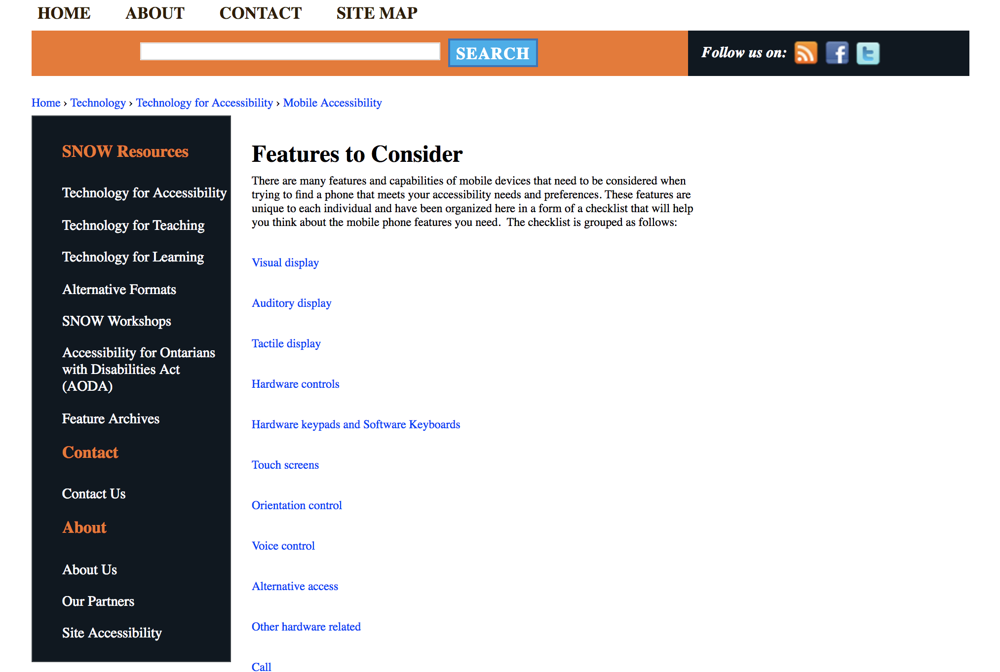 HOME ABOUT CONTACT SITE MAP
SEARCH
Follow us on:
Home › Technology › Technology for Accessibility › Mobile Accessibility
SNOW Resources
Technology for Accessibility
Technology for Teaching
Technology for Learning
Alternative Formats
SNOW Workshops
Accessibility for Ontarians
with Disabilities Act
(AODA)
Feature Archives
Contact
Contact Us
About
About Us
Our Partners
Site Accessibility
Features to Consider
There are many features and capabilities of mobile devices that need to be considered when
trying to find a phone that meets your accessibility needs and preferences. These features are
unique to each individual and have been organized here in a form of a checklist that will help
you think about the mobile phone features you need.  The checklist is grouped as follows:
Visual display
Auditory display
Tactile display
Hardware controls
Hardware keypads and Software Keyboards
Touch screens
Orientation control
Voice control
Alternative access
Other hardware related
Call